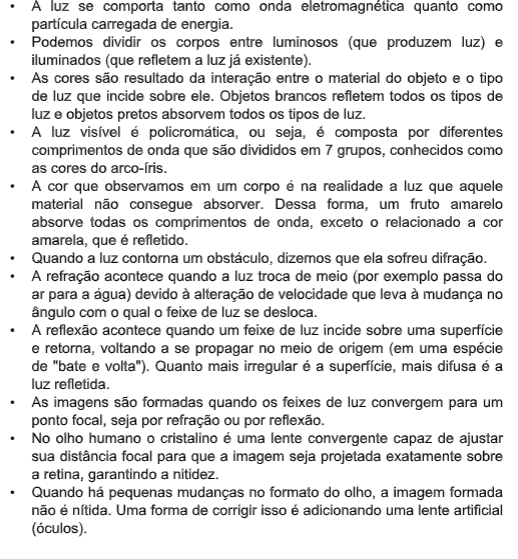 • A luz se comporta tanto como onda eletromagnética quanto como
partícula carregada de energia.
• Podemos dividir os corpos entre luminosos (que produzem luz) e
iluminados (que refletem a luz já existente).
• As cores são resultado da interação entre o material do objeto e o tipo
de luz que incide sobre ele. Objetos brancos refletem todos os tipos de
luz e objetos pretos absorvem todos os tipos de luz.
• A luz visível é policromática, ou seja, é composta por diferentes
comprimentos de onda que são divididos em 7 grupos, conhecidos como
as cores do arco-íris.
• A cor que observamos em um corpo é na realidade a luz que aquele
material não consegue absorver. Dessa forma, um fruto amarelo
absorve todas os comprimentos de onda, exceto o relacionado a cor
amarela, que é refletido.
• Quando a luz contorna um obstáculo, dizemos que ela sofreu difração.
• A refração acontece quando a luz troca de meio (por exemplo passa do
ar para a água) devido à alteração de velocidade que leva à mudança no
ângulo com o qual o feixe de luz se desloca.
• A reflexão acontece quando um feixe de luz incide sobre uma superfície
e retorna, voltando a se propagar no meio de origem (em uma espécie
de "bate e volta"). Quanto mais irregular é a superfície, mais difusa é a
luz refletida.
• As imagens são formadas quando os feixes de luz convergem para um
ponto focal, seja por refração ou por reflexão.
• No olho humano o cristalino é uma lente convergente capaz de ajustar
sua distância focal para que a imagem seja projetada exatamente sobre
a retina, garantindo a nitidez.
• Quando há pequenas mudanças no formato do olho, a imagem formada
não é nítida. Uma forma de corrigir isso é adicionando uma lente artificial
(óculos).